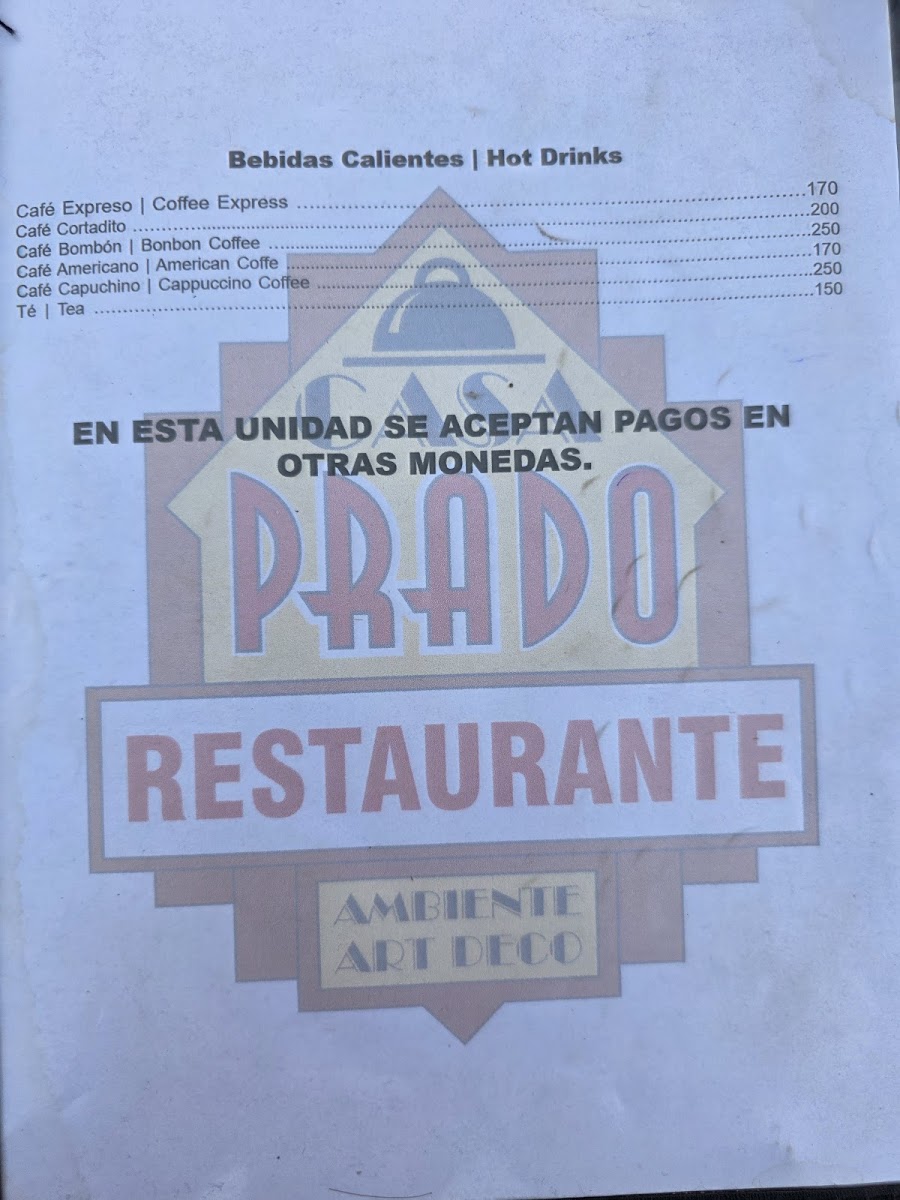 Bebidas Calientes | Hot Drinks
Café Expreso | Coffee Express ..........170
Café Cortadito ..........200
Café Bombón | Bonbon Coffee ..........250
Café Americano | American Coffe ..........170
Café Capuchino | Cappuccino Coffee ..........250
Té | Tea ..........150
CASA
EN ESTA UNIDAD SE ACEPTAN PAGOS EN
OTRAS MONEDAS.
PRADO
RESTAURANTE
AMBIENTE
ART DECO